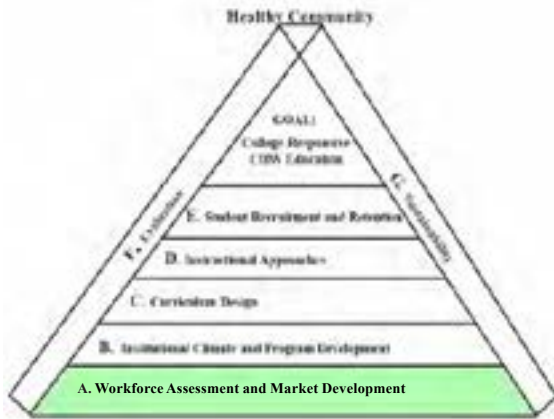 Healthy Community
GOAL:
College Responsive
CHW Education
E. Student Recruitment and Retention
D. Instructional Approaches
C. Curriculum Design
B. Institutional Climate and Program Development
A. Workforce Assessment and Market Development
F. Evaluation
G. Sustainability